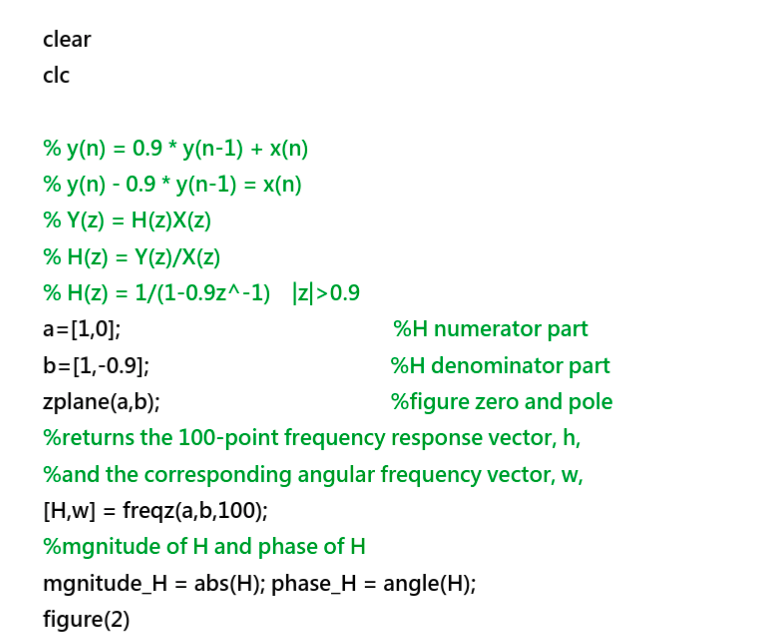 clear
clc
% y(n) = 0.9 * y(n-1) + x(n)
% y(n) - 0.9 * y(n-1) = x(n)
% Y(z) = H(z)X(z)
% H(z) = Y(z)/X(z)
% H(z) = 1/(1-0.9z^-1)   |z|>0.9
a=[1,0];   %H numerator part
b=[1,-0.9];   %H denominator part
zplane(a,b);   %figure zero and pole
%returns the 100-point frequency response vector, h,
%and the corresponding angular frequency vector, w,
[H,w] = freqz(a,b,100);
%mgnitude of H and phase of H
mgnitude_H = abs(H); phase_H = angle(H);
figure(2)